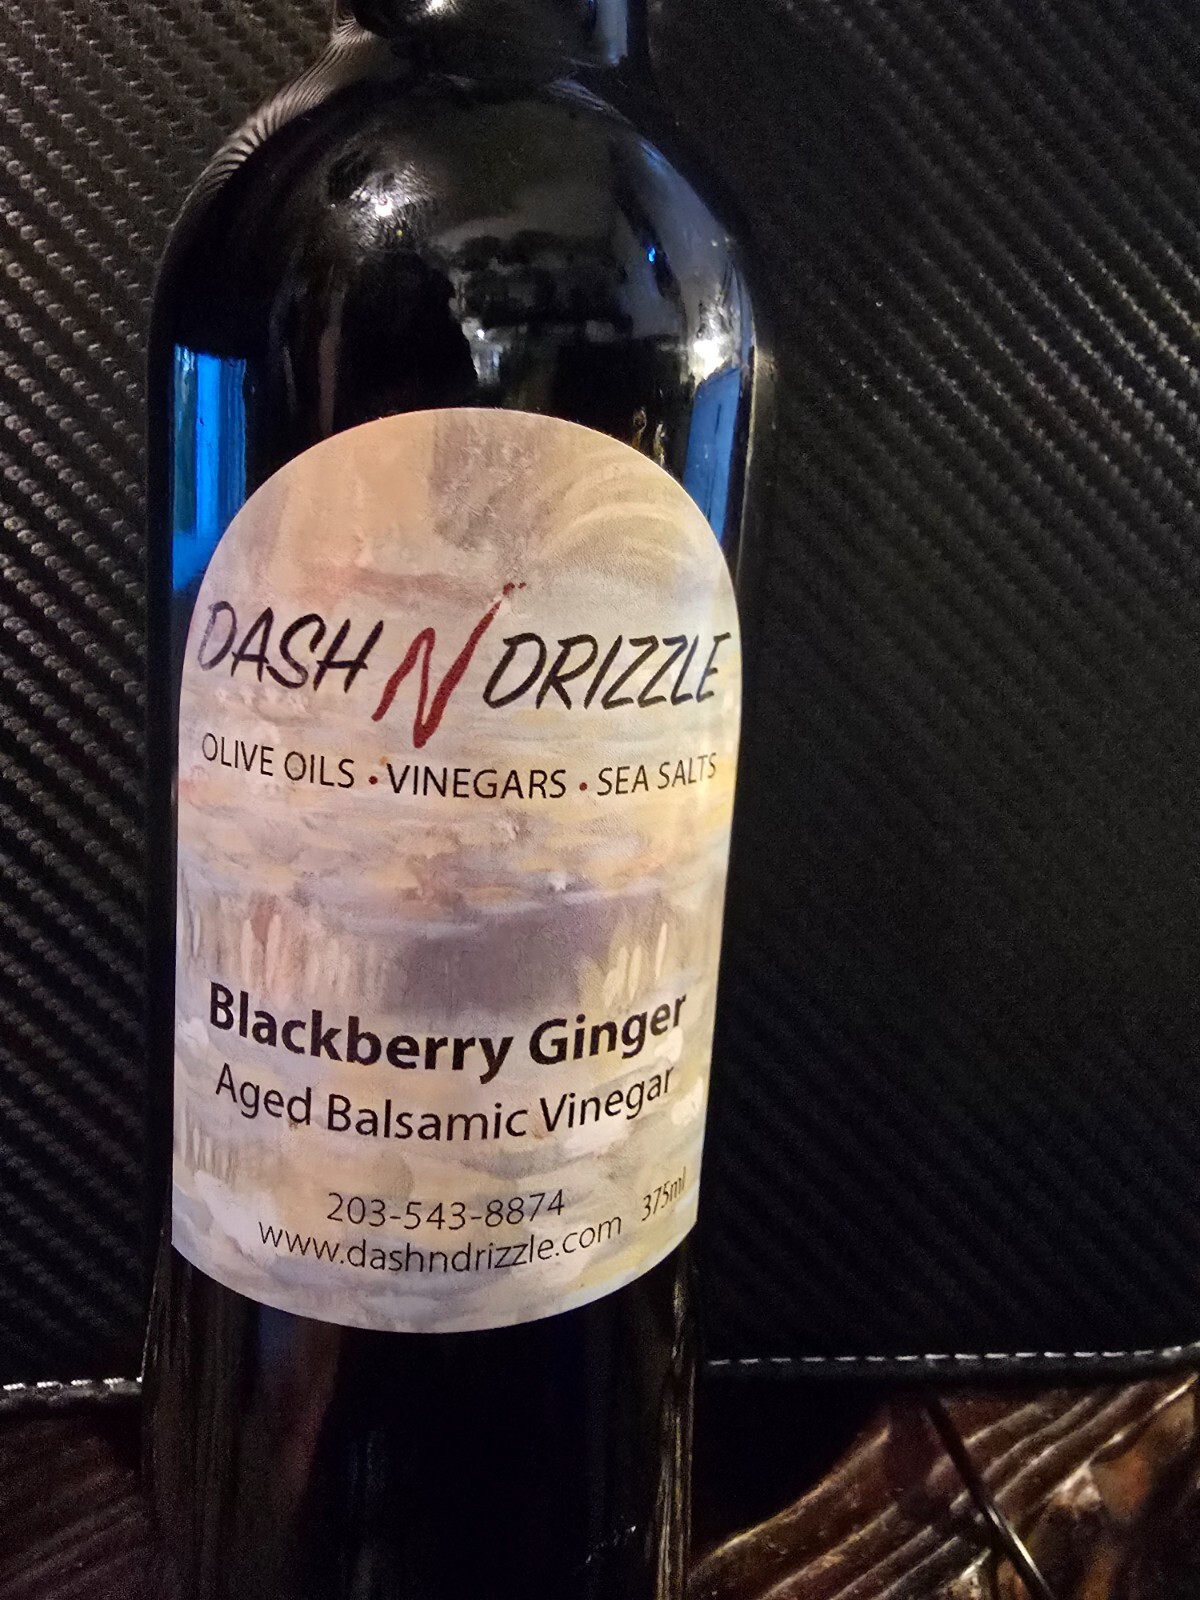 DASH N DRIZZLE
OLIVE OILS • VINEGARS • SEA SALTS
Blackberry Ginger
Aged Balsamic Vinegar
203-543-8874
www.dashndrizzle.com
375ml